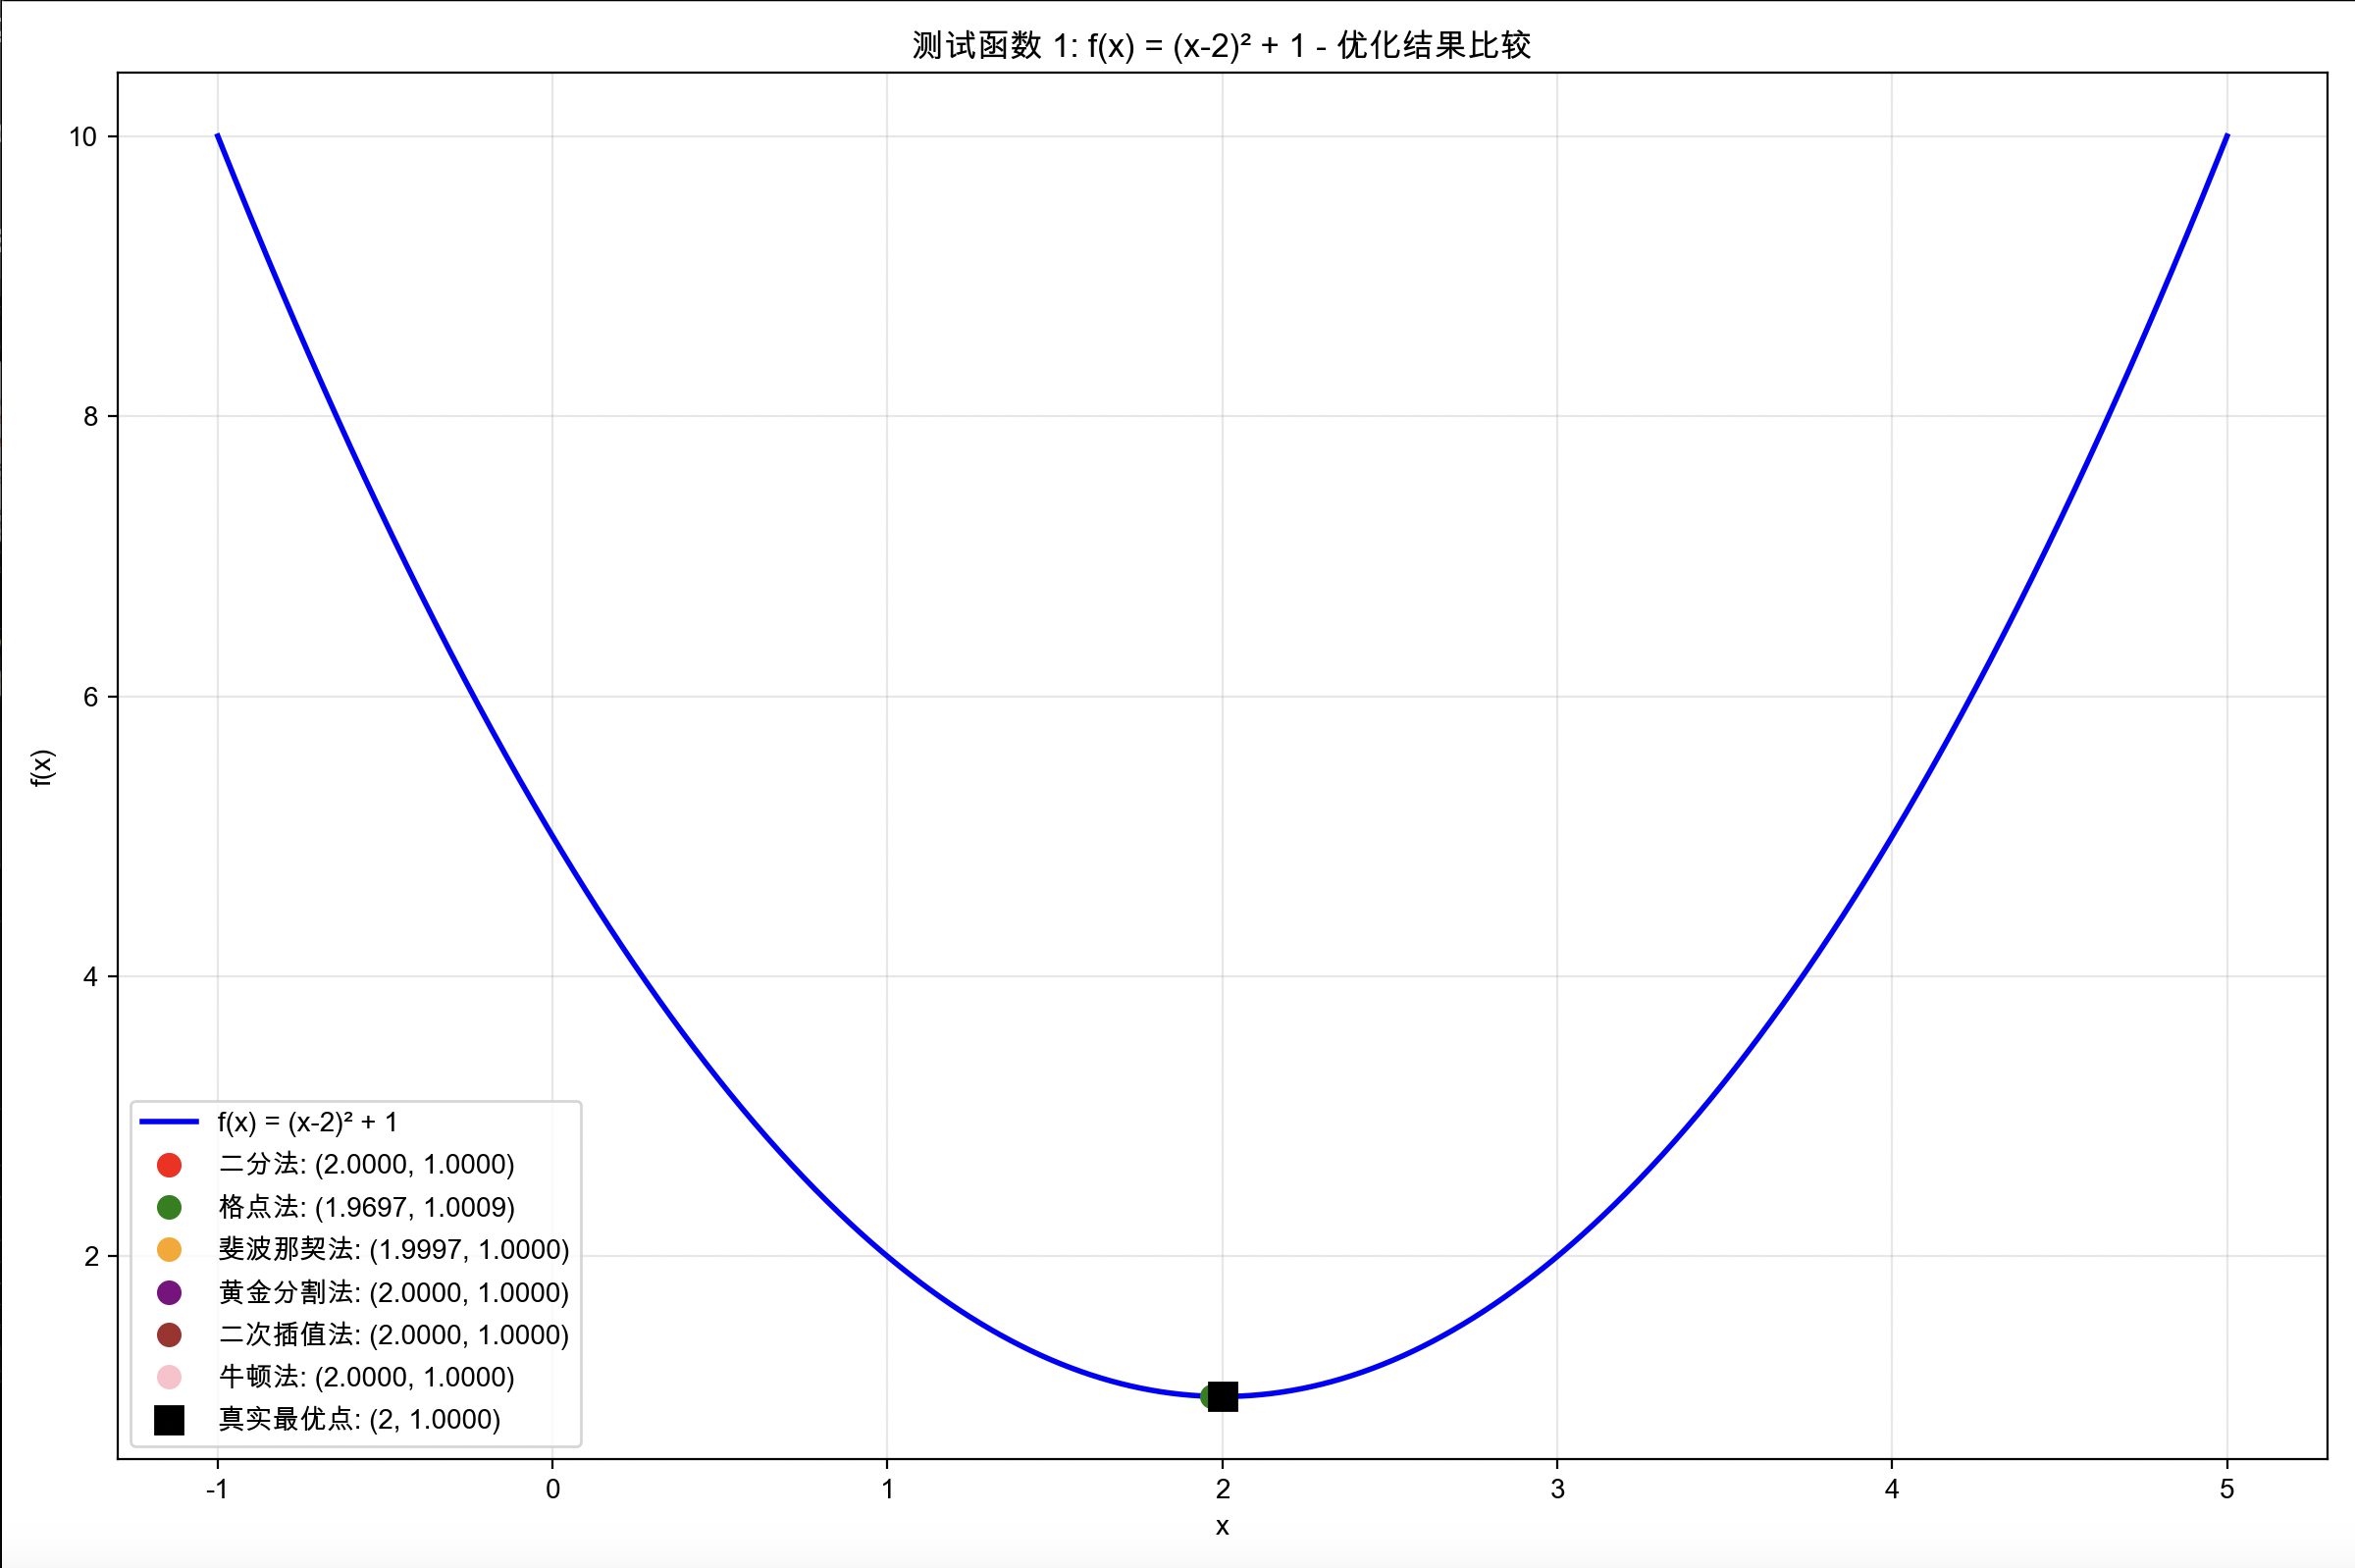 测试函数 1: f(x) = (x-2)² + 1 - 优化结果比较
10
8
6
4
2
f(x)
f(x) = (x-2)² + 1
二分法: (2.0000, 1.0000)
格点法: (1.9697, 1.0009)
斐波那契法: (1.9997, 1.0000)
黄金分割法: (2.0000, 1.0000)
二次插值法: (2.0000, 1.0000)
牛顿法: (2.0000, 1.0000)
真实最优点: (2, 1.0000)
-1 0 1 2 3 4 5
x